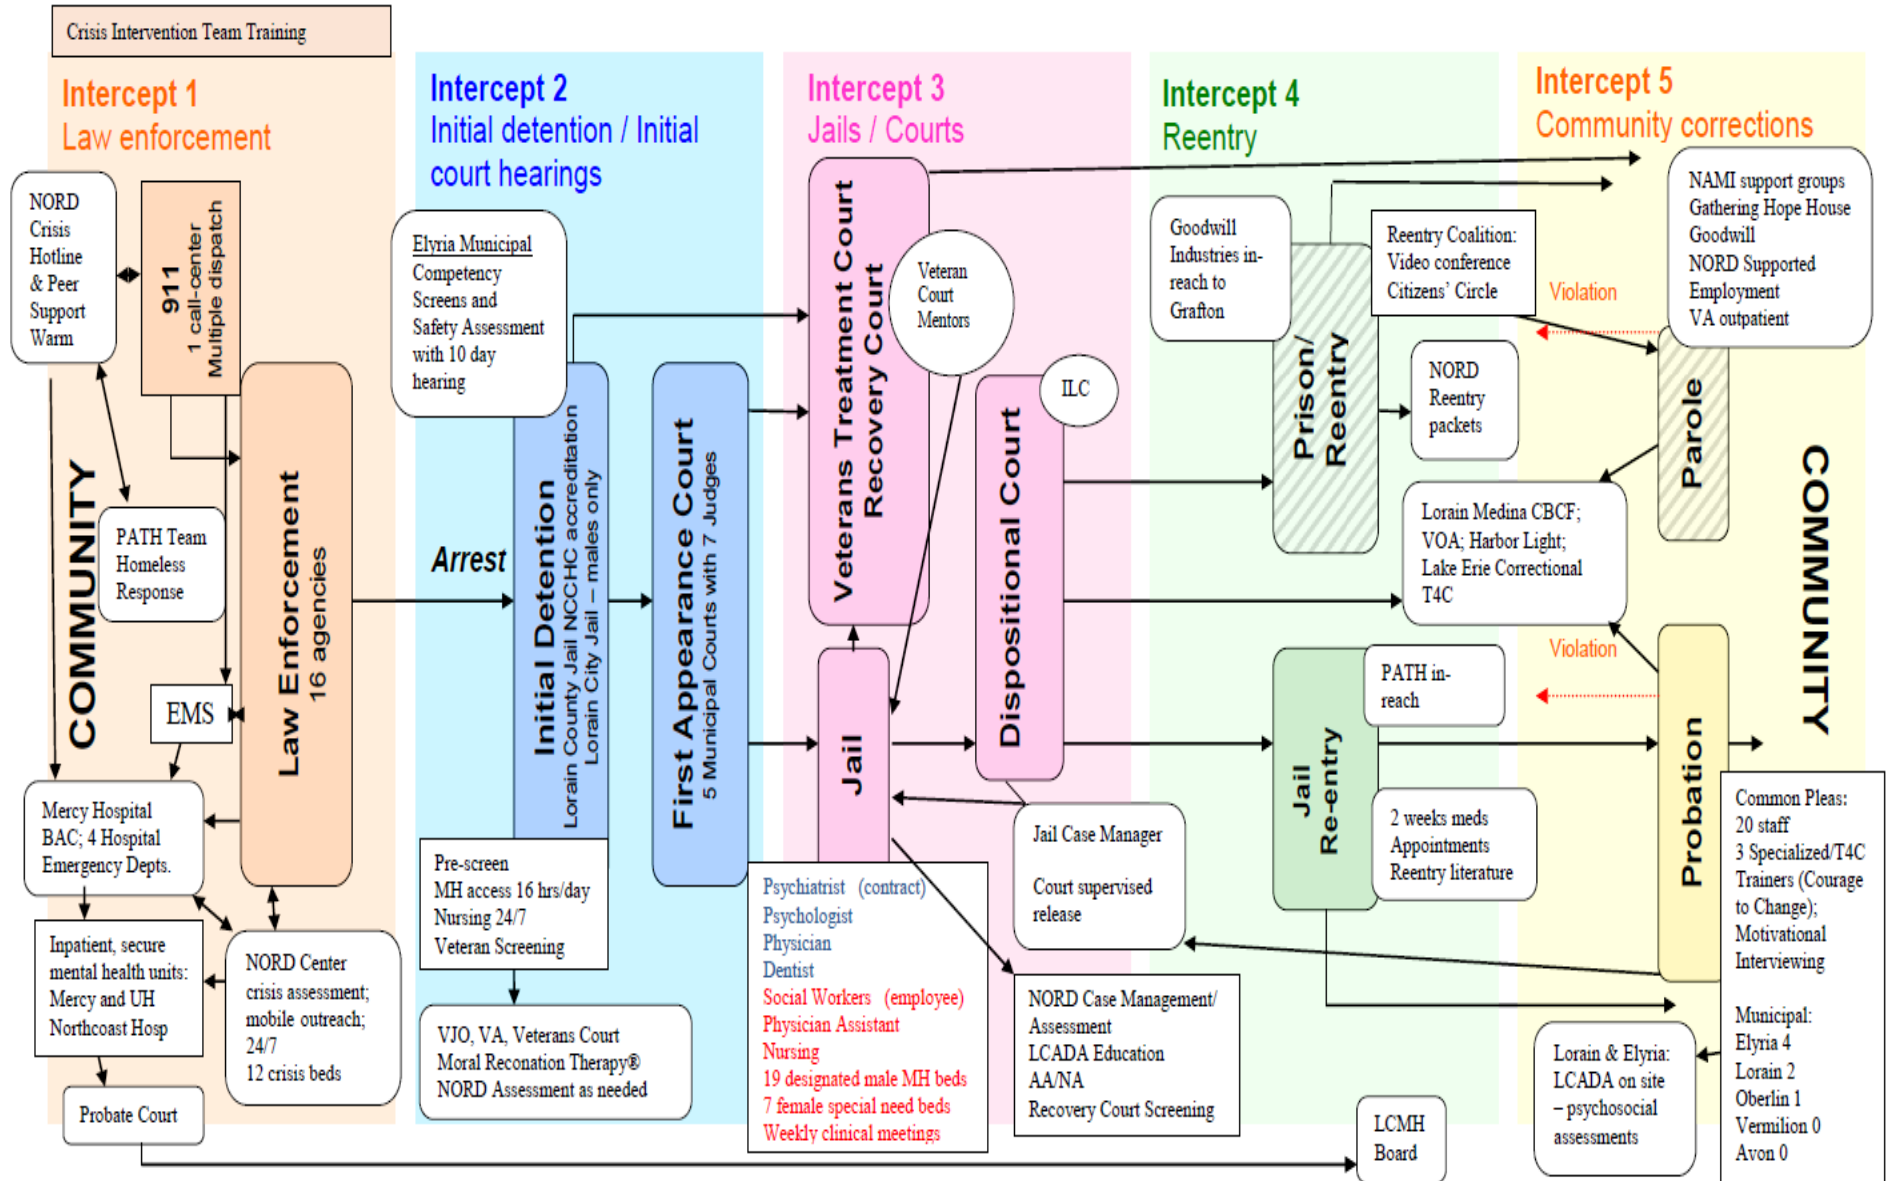 Crisis Intervention Team Training
Intercept 1
Law enforcement
NORD
Crisis
Hotline
& Peer
Support
Warm
911
1 call-center
Multiple dispatch
COMMUNITY
PATH Team
Homeless
Response
Law Enforcement
16 agencies
EMS
Mercy Hospital
BAC; 4 Hospital
Emergency Depts.
Inpatient, secure
mental health units:
Mercy and UH
Northcoast Hosp
NORD Center
crisis assessment;
mobile outreach;
24/7
12 crisis beds
Probate Court
Intercept 2
Initial detention / Initial
court hearings
Elyria Municipal
Competency
Screens and
Safety Assessment
with 10 day
hearing
Arrest
Initial Detention
Lorain County Jail NCCHC accreditation
Lorain City Jail – males only
First Appearance Court
5 Municipal Courts with 7 Judges
Pre-screen
MH access 16 hrs/day
Nursing 24/7
Veteran Screening
VJO, VA, Veterans Court
Moral Reconation Therapy®
NORD Assessment as needed
Intercept 3
Jails / Courts
Veterans Treatment Court
Recovery Court
Veteran
Court
Mentors
ILC
Dispositional Court
Jail
Jail Case Manager
Court supervised
release
Psychiatrist (contract)
Psychologist
Physician
Dentist
Social Workers (employee)
Physician Assistant
Nursing
19 designated male MH beds
7 female special need beds
Weekly clinical meetings
NORD Case Management/
Assessment
LCADA Education
AA/NA
Recovery Court Screening
Intercept 4
Reentry
Goodwill
Industries in-
reach to
Grafton
Prison/
Reentry
Reentry Coalition:
Video conference
Citizens' Circle
NORD
Reentry
packets
Lorain Medina CBCF;
VOA; Harbor Light;
Lake Erie Correctional
T4C
PATH in-
reach
Jail
Re-entry
2 weeks meds
Appointments
Reentry literature
LCMH
Board
Intercept 5
Community corrections
NAMI support groups
Gathering Hope House
Goodwill
NORD Supported
Employment
VA outpatient
Violation
Parole
COMMUNITY
Violation
Probation
Common Pleas:
20 staff
3 Specialized/T4C
Trainers (Courage
to Change);
Motivational
Interviewing
Municipal:
Elyria 4
Lorain 2
Oberlin 1
Vermilion 0
Avon 0
Lorain & Elyria:
LCADA on site
– psychosocial
assessments